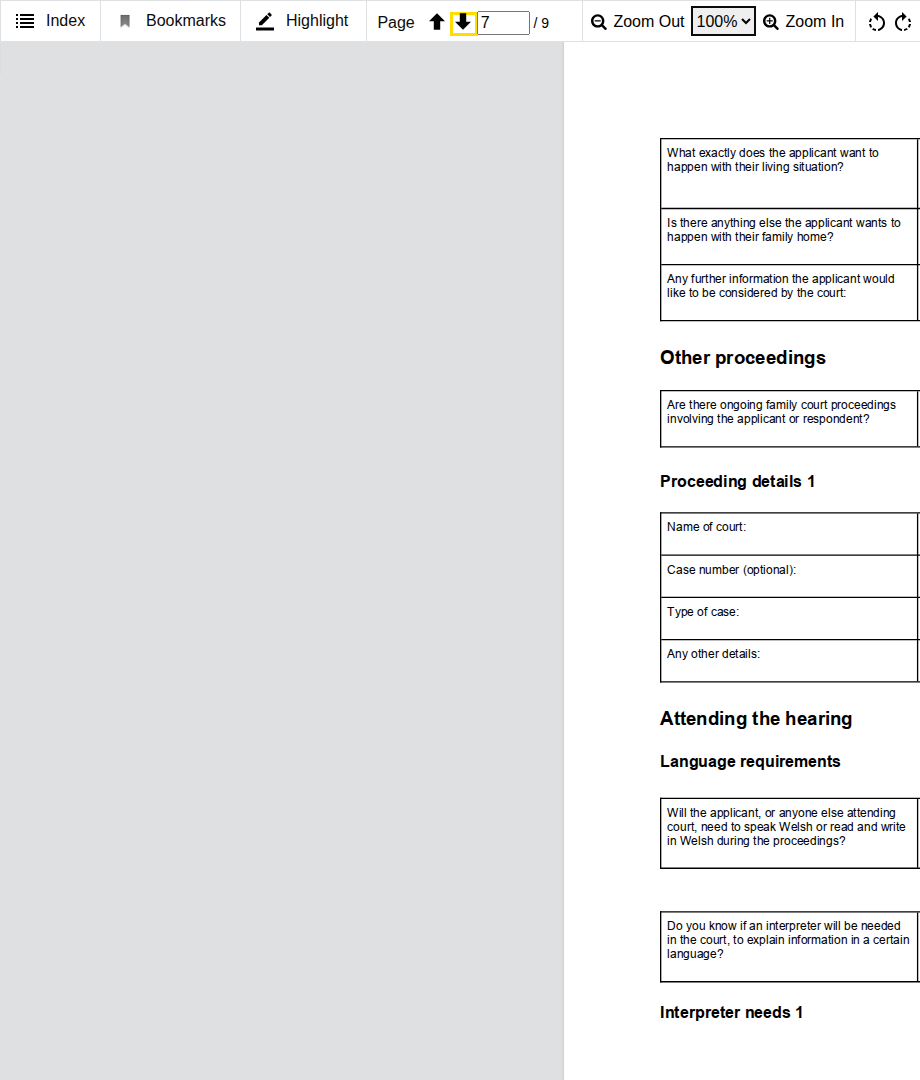 Index Bookmarks Highlight Page 7 / 9 Zoom Out 100% Zoom In
What exactly does the applicant want to
happen with their living situation?
Is there anything else the applicant wants to
happen with their family home?
Any further information the applicant would
like to be considered by the court:
Other proceedings
Are there ongoing family court proceedings
involving the applicant or respondent?
Proceeding details 1
Name of court:
Case number (optional):
Type of case:
Any other details:
Attending the hearing
Language requirements
Will the applicant, or anyone else attending
court, need to speak Welsh or read and write
in Welsh during the proceedings?
Do you know if an interpreter will be needed
in the court, to explain information in a certain
language?
Interpreter needs 1